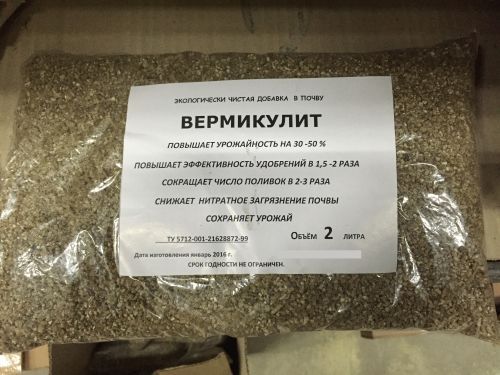 ЭКОЛОГИЧЕСКИ ЧИСТАЯ ДОБАВКА В ПОЧВУ
ВЕРМИКУЛИТ
ПОВЫШАЕТ УРОЖАЙНОСТЬ НА 30 -50 %
ПОВЫШАЕТ ЭФФЕКТИВНОСТЬ УДОБРЕНИЙ В 1,5 -2 РАЗА
СОКРАЩАЕТ ЧИСЛО ПОЛИВОК В 2-3 РАЗА
СНИЖАЕТ НИТРАТНОЕ ЗАГРЯЗНЕНИЕ ПОЧВЫ
СОХРАНЯЕТ УРОЖАЙ
ТУ 5712-001-21628872-99 Объём 2 ЛИТРА
Дата изготовления январь 2016 г.
СРОК ГОДНОСТИ НЕ ОГРАНИЧЕН.